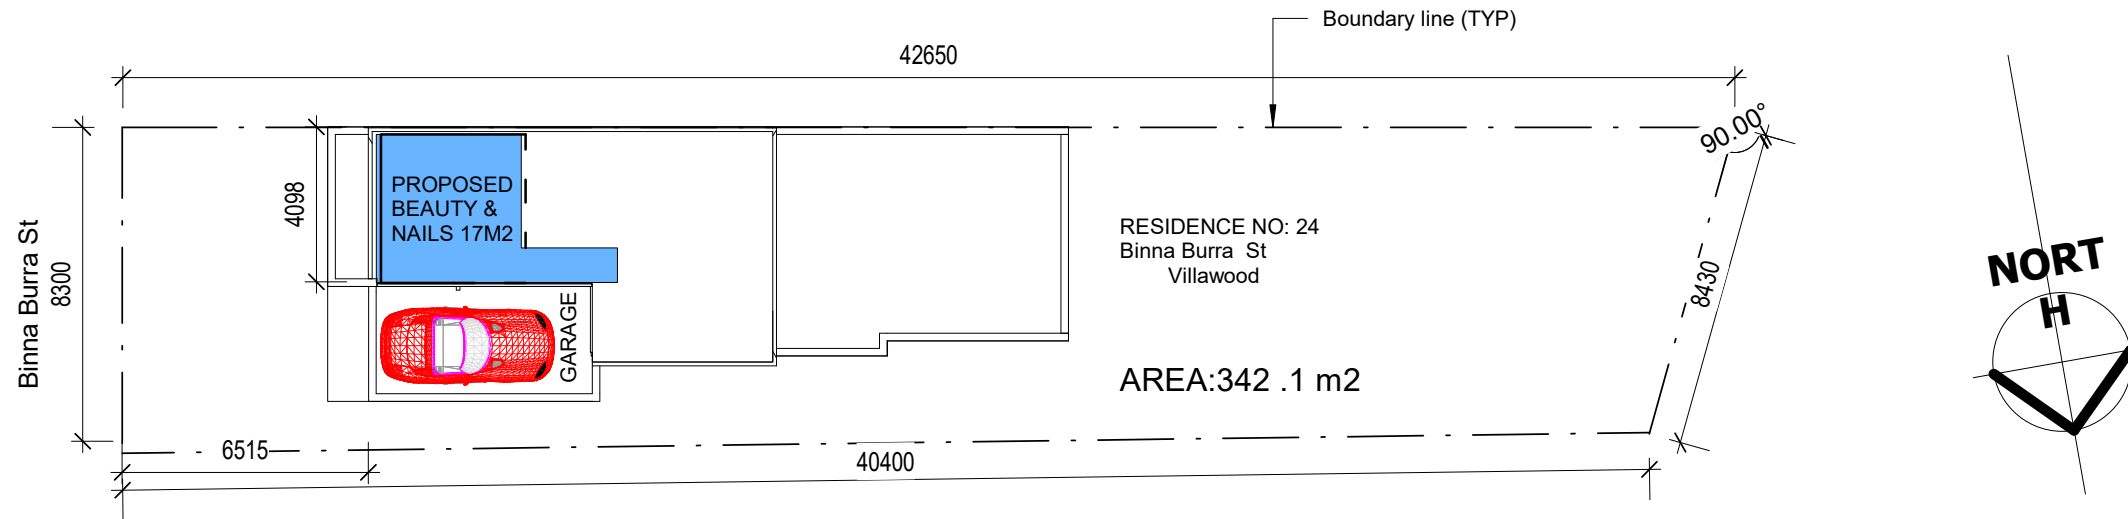 Boundary line (TYP)
42650
90.00°
PROPOSED
BEAUTY &
NAILS 17M2
4098
Binna Burra St
8300
RESIDENCE NO: 24
Binna Burra St
Villawood
8430
NORT
H
GARAGE
AREA:342 .1 m2
6515
40400